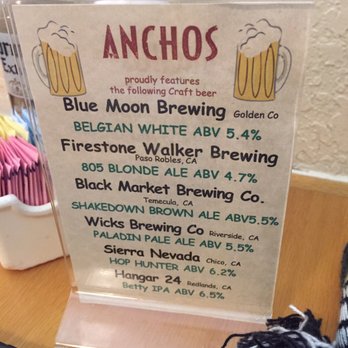 ANCHOS
proudly features
the following Craft beer
Blue Moon Brewing Golden Co
BELGIAN WHITE ABV 5.4%
Firestone Walker Brewing
Paso Robles, CA
805 BLONDE ALE ABV 4.7%
Black Market Brewing Co.
Temecula, CA
SHAKEDOWN BROWN ALE ABV5.5%
Wicks Brewing Co Riverside, CA
PALADIN PALE ALE ABV 5.5%
Sierra Nevada Chico, CA
HOP HUNTER ABV 6.2%
Hangar 24 Redlands, CA
Betty IPA ABV 6.5%